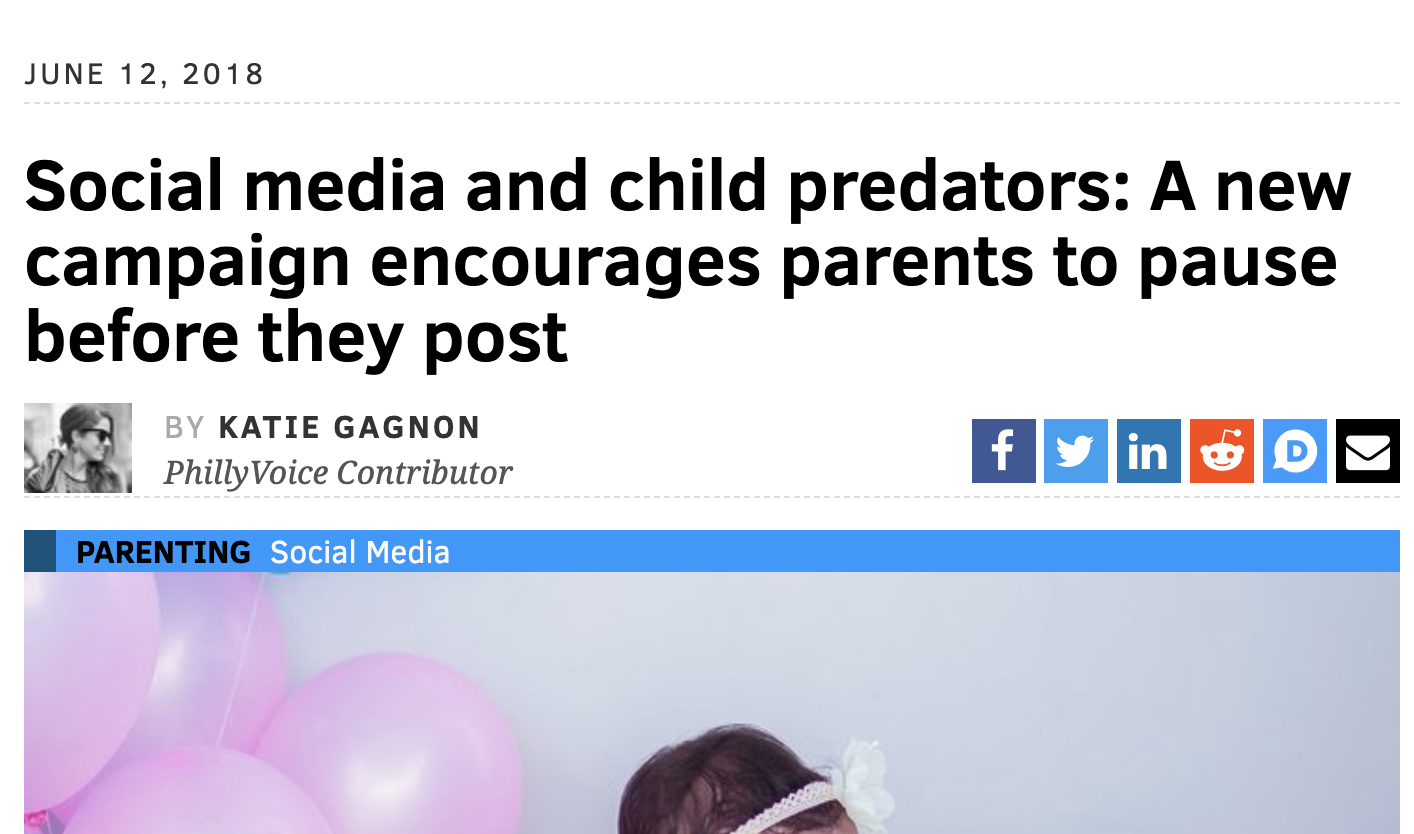 JUNE 12, 2018
Social media and child predators: A new
campaign encourages parents to pause
before they post
BY KATIE GAGNON
PhillyVoice Contributor
PARENTING Social Media